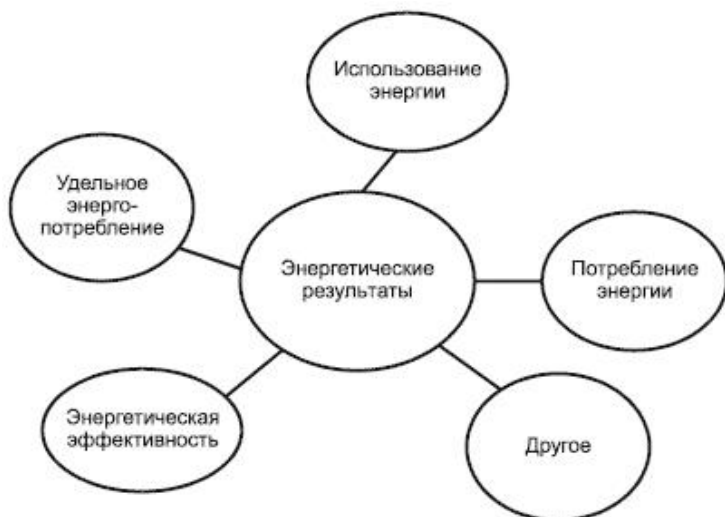 Использование
энергии
Удельное
энерго-
потребление
Энергетические
результаты
Потребление
энергии
Энергетическая
эффективность
Другое